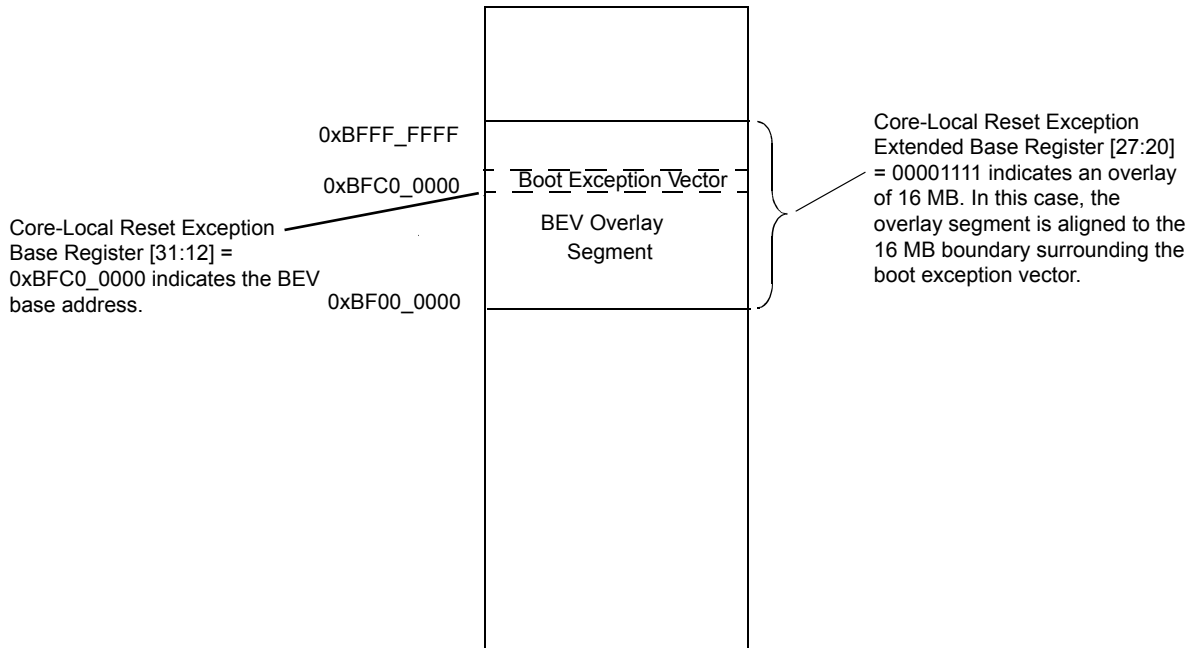 0xBFFF_FFFF
0xBFC0_0000
Boot Exception Vector
BEV Overlay
Segment
0xBF00_0000
Core-Local Reset Exception
Base Register [31:12] =
0xBFC0_0000 indicates the BEV
base address.
Core-Local Reset Exception
Extended Base Register [27:20]
= 00001111 indicates an overlay
of 16 MB. In this case, the
overlay segment is aligned to the
16 MB boundary surrounding the
boot exception vector.